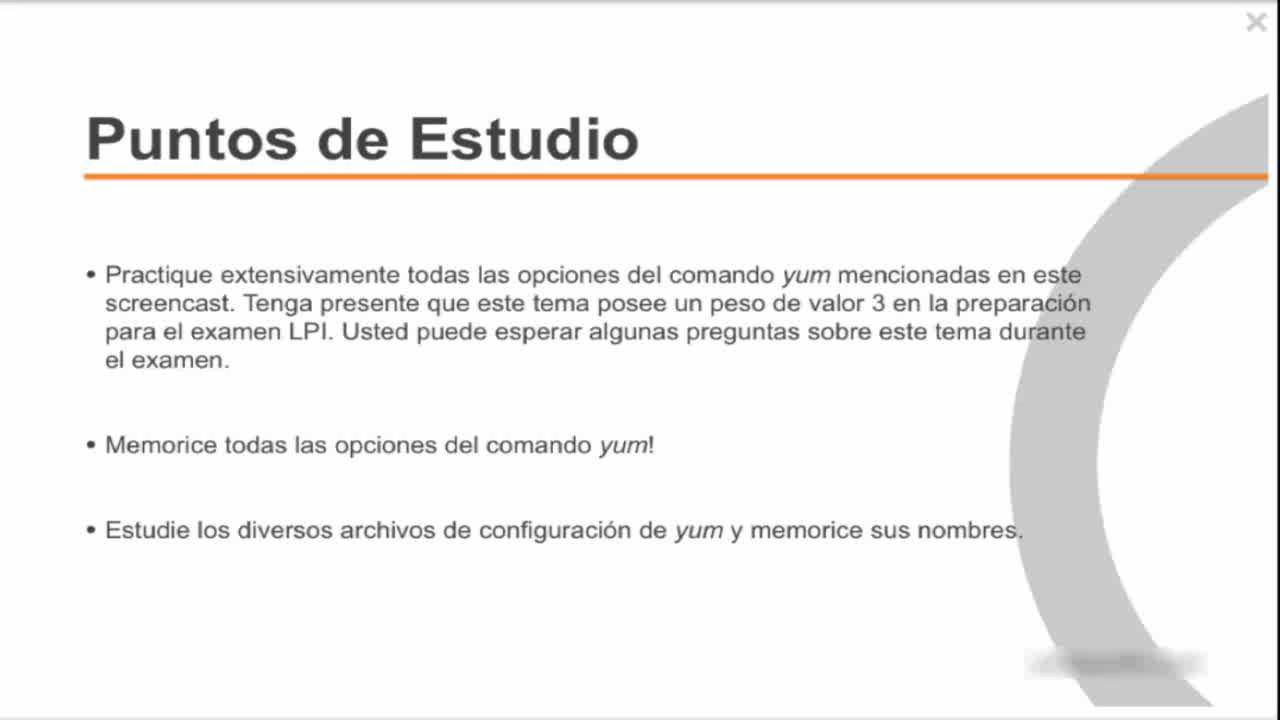 Puntos de Estudio
• Practique extensivamente todas las opciones del comando yum mencionadas en este
screencast. Tenga presente que este tema posee un peso de valor 3 en la preparación
para el examen LPI. Usted puede esperar algunas preguntas sobre este tema durante
el examen.
• Memorice todas las opciones del comando yum!
• Estudie los diversos archivos de configuración de yum y memorice sus nombres.